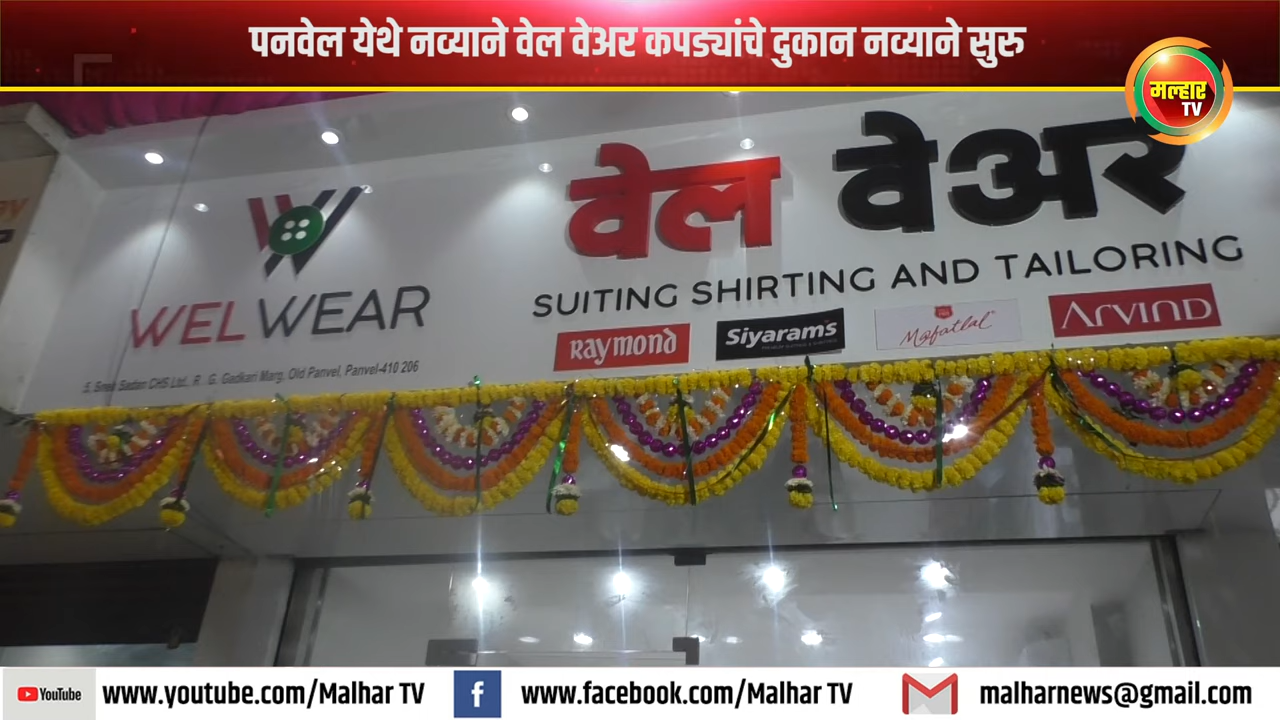 पनवेल येथे नव्याने वेल वेअर कपड्यांचे दुकान नव्याने सुरु
मल्हार
TV
वेल वेअर
WEL WEAR
SUITING SHIRTING AND TAILORING
Raymond
Siyarams
Mafatlal
ARVIND
5, Sree Sadan CHS Ltd., R. G. Gadkari Marg, Old Panvel, Panvel-410 206
YouTube
www.youtube.com/Malhar TV
f
www.facebook.com/Malhar TV
malharnews@gmail.com